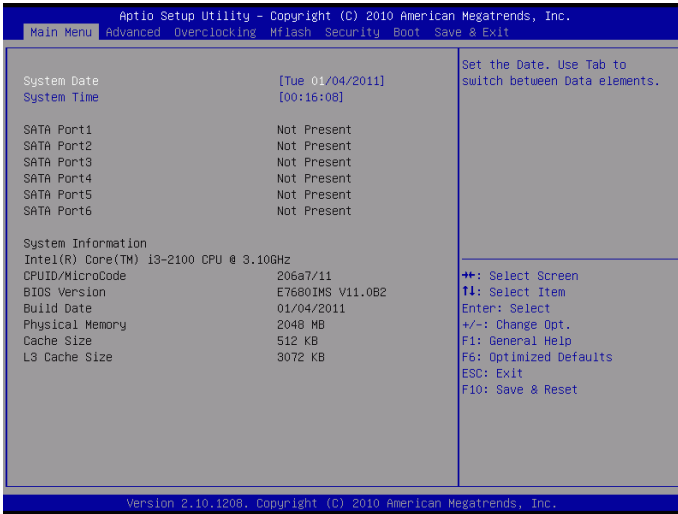 Aptio Setup Utility – Copyright (C) 2010 American Megatrends, Inc.
Main Menu Advanced Overclocking Mflash Security Boot Save & Exit
System Date [Tue 01/04/2011]
System Time [00:16:08]
SATA Port1 Not Present
SATA Port2 Not Present
SATA Port3 Not Present
SATA Port4 Not Present
SATA Port5 Not Present
SATA Port6 Not Present
System Information
Intel(R) Core(TM) i3-2100 CPU @ 3.10GHz
CPUID/MicroCode 206a7/11
BIOS Version E7680IMS V11.0B2
Build Date 01/04/2011
Physical Memory 2048 MB
Cache Size 512 KB
L3 Cache Size 3072 KB
Set the Date. Use Tab to
switch between Data elements.
→←: Select Screen
↑↓: Select Item
Enter: Select
+/-: Change Opt.
F1: General Help
F6: Optimized Defaults
ESC: Exit
F10: Save & Reset
Version 2.10.1208. Copyright (C) 2010 American Megatrends, Inc.